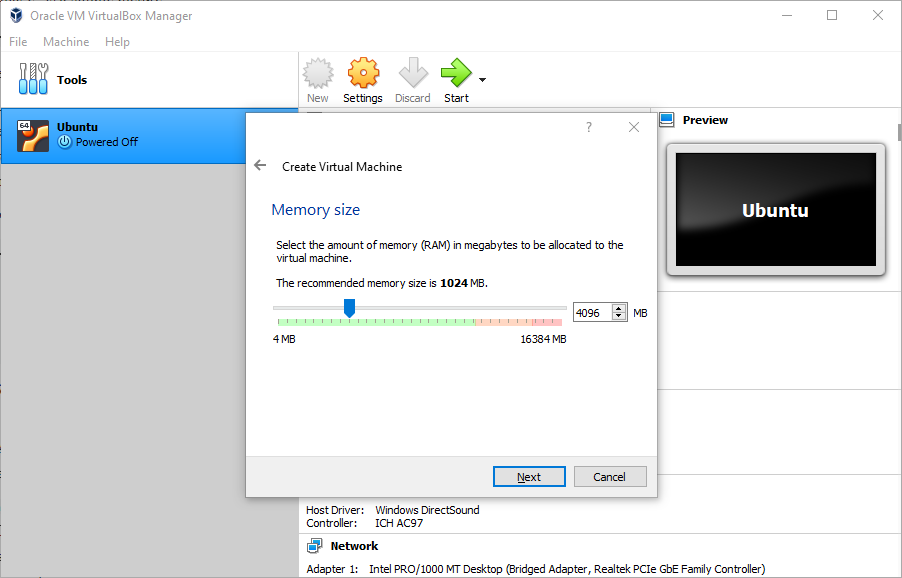 Oracle VM VirtualBox Manager
File Machine Help
Tools
New Settings Discard Start
64
Ubuntu
Powered Off
Preview
Ubuntu
?
Create Virtual Machine
Memory size
Select the amount of memory (RAM) in megabytes to be allocated to the
virtual machine.
The recommended memory size is 1024 MB.
4096 MB
4 MB 16384 MB
Next Cancel
Host Driver: Windows DirectSound
Controller: ICH AC97
Network
Adapter 1: Intel PRO/1000 MT Desktop (Bridged Adapter, Realtek PCIe GbE Family Controller)